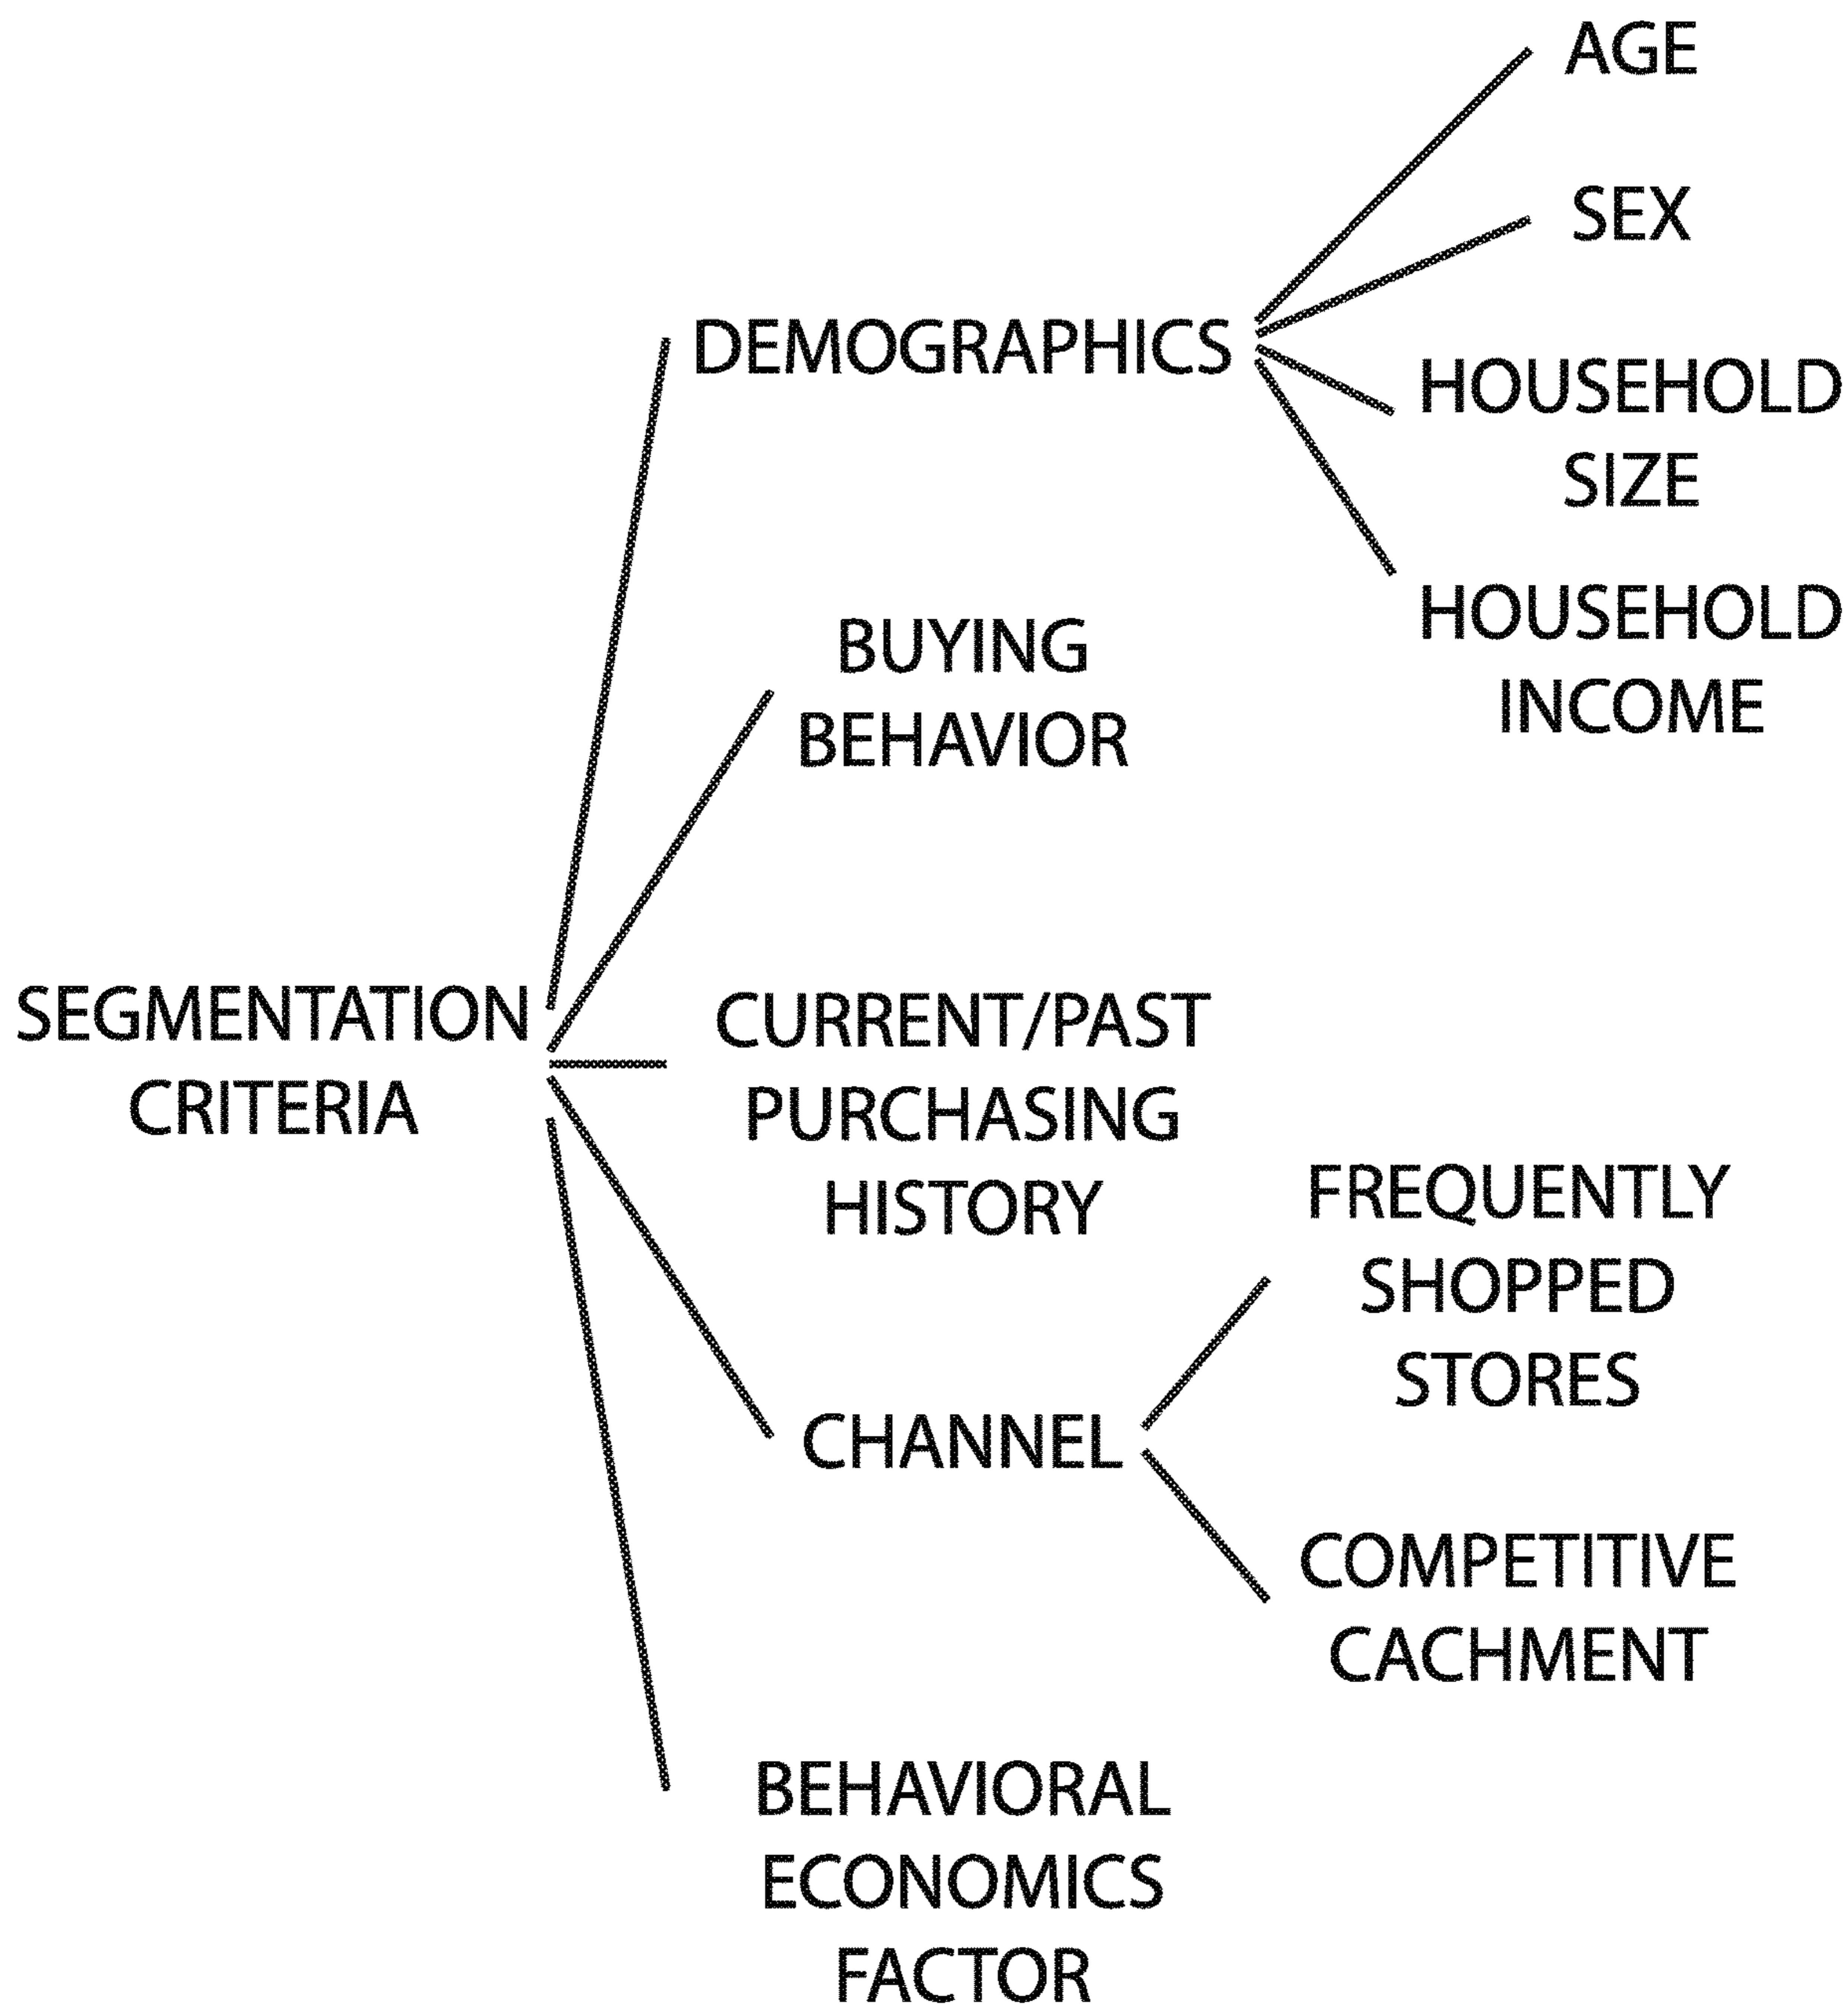 AGE
SEX
DEMOGRAPHICS
HOUSEHOLD
SIZE
HOUSEHOLD
INCOME
BUYING
BEHAVIOR
SEGMENTATION
CRITERIA
CURRENT/PAST
PURCHASING
HISTORY
FREQUENTLY
SHOPPED
STORES
CHANNEL
COMPETITIVE
CACHMENT
BEHAVIORAL
ECONOMICS
FACTOR